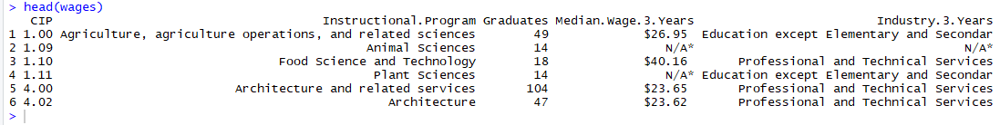 > head(wages)
CIP Instructional.Program Graduates Median.Wage.3.Years Industry.3.Years
1 1.00 Agriculture, agriculture operations, and related sciences 49 $26.95 Education except Elementary and Secondar
2 1.09 Animal Sciences 14 N/A* N/A*
3 1.10 Food Science and Technology 18 $40.16 Professional and Technical Services
4 1.11 Plant Sciences 14 N/A* Education except Elementary and Secondar
5 4.00 Architecture and related services 104 $23.65 Professional and Technical Services
6 4.02 Architecture 47 $23.62 Professional and Technical Services
>